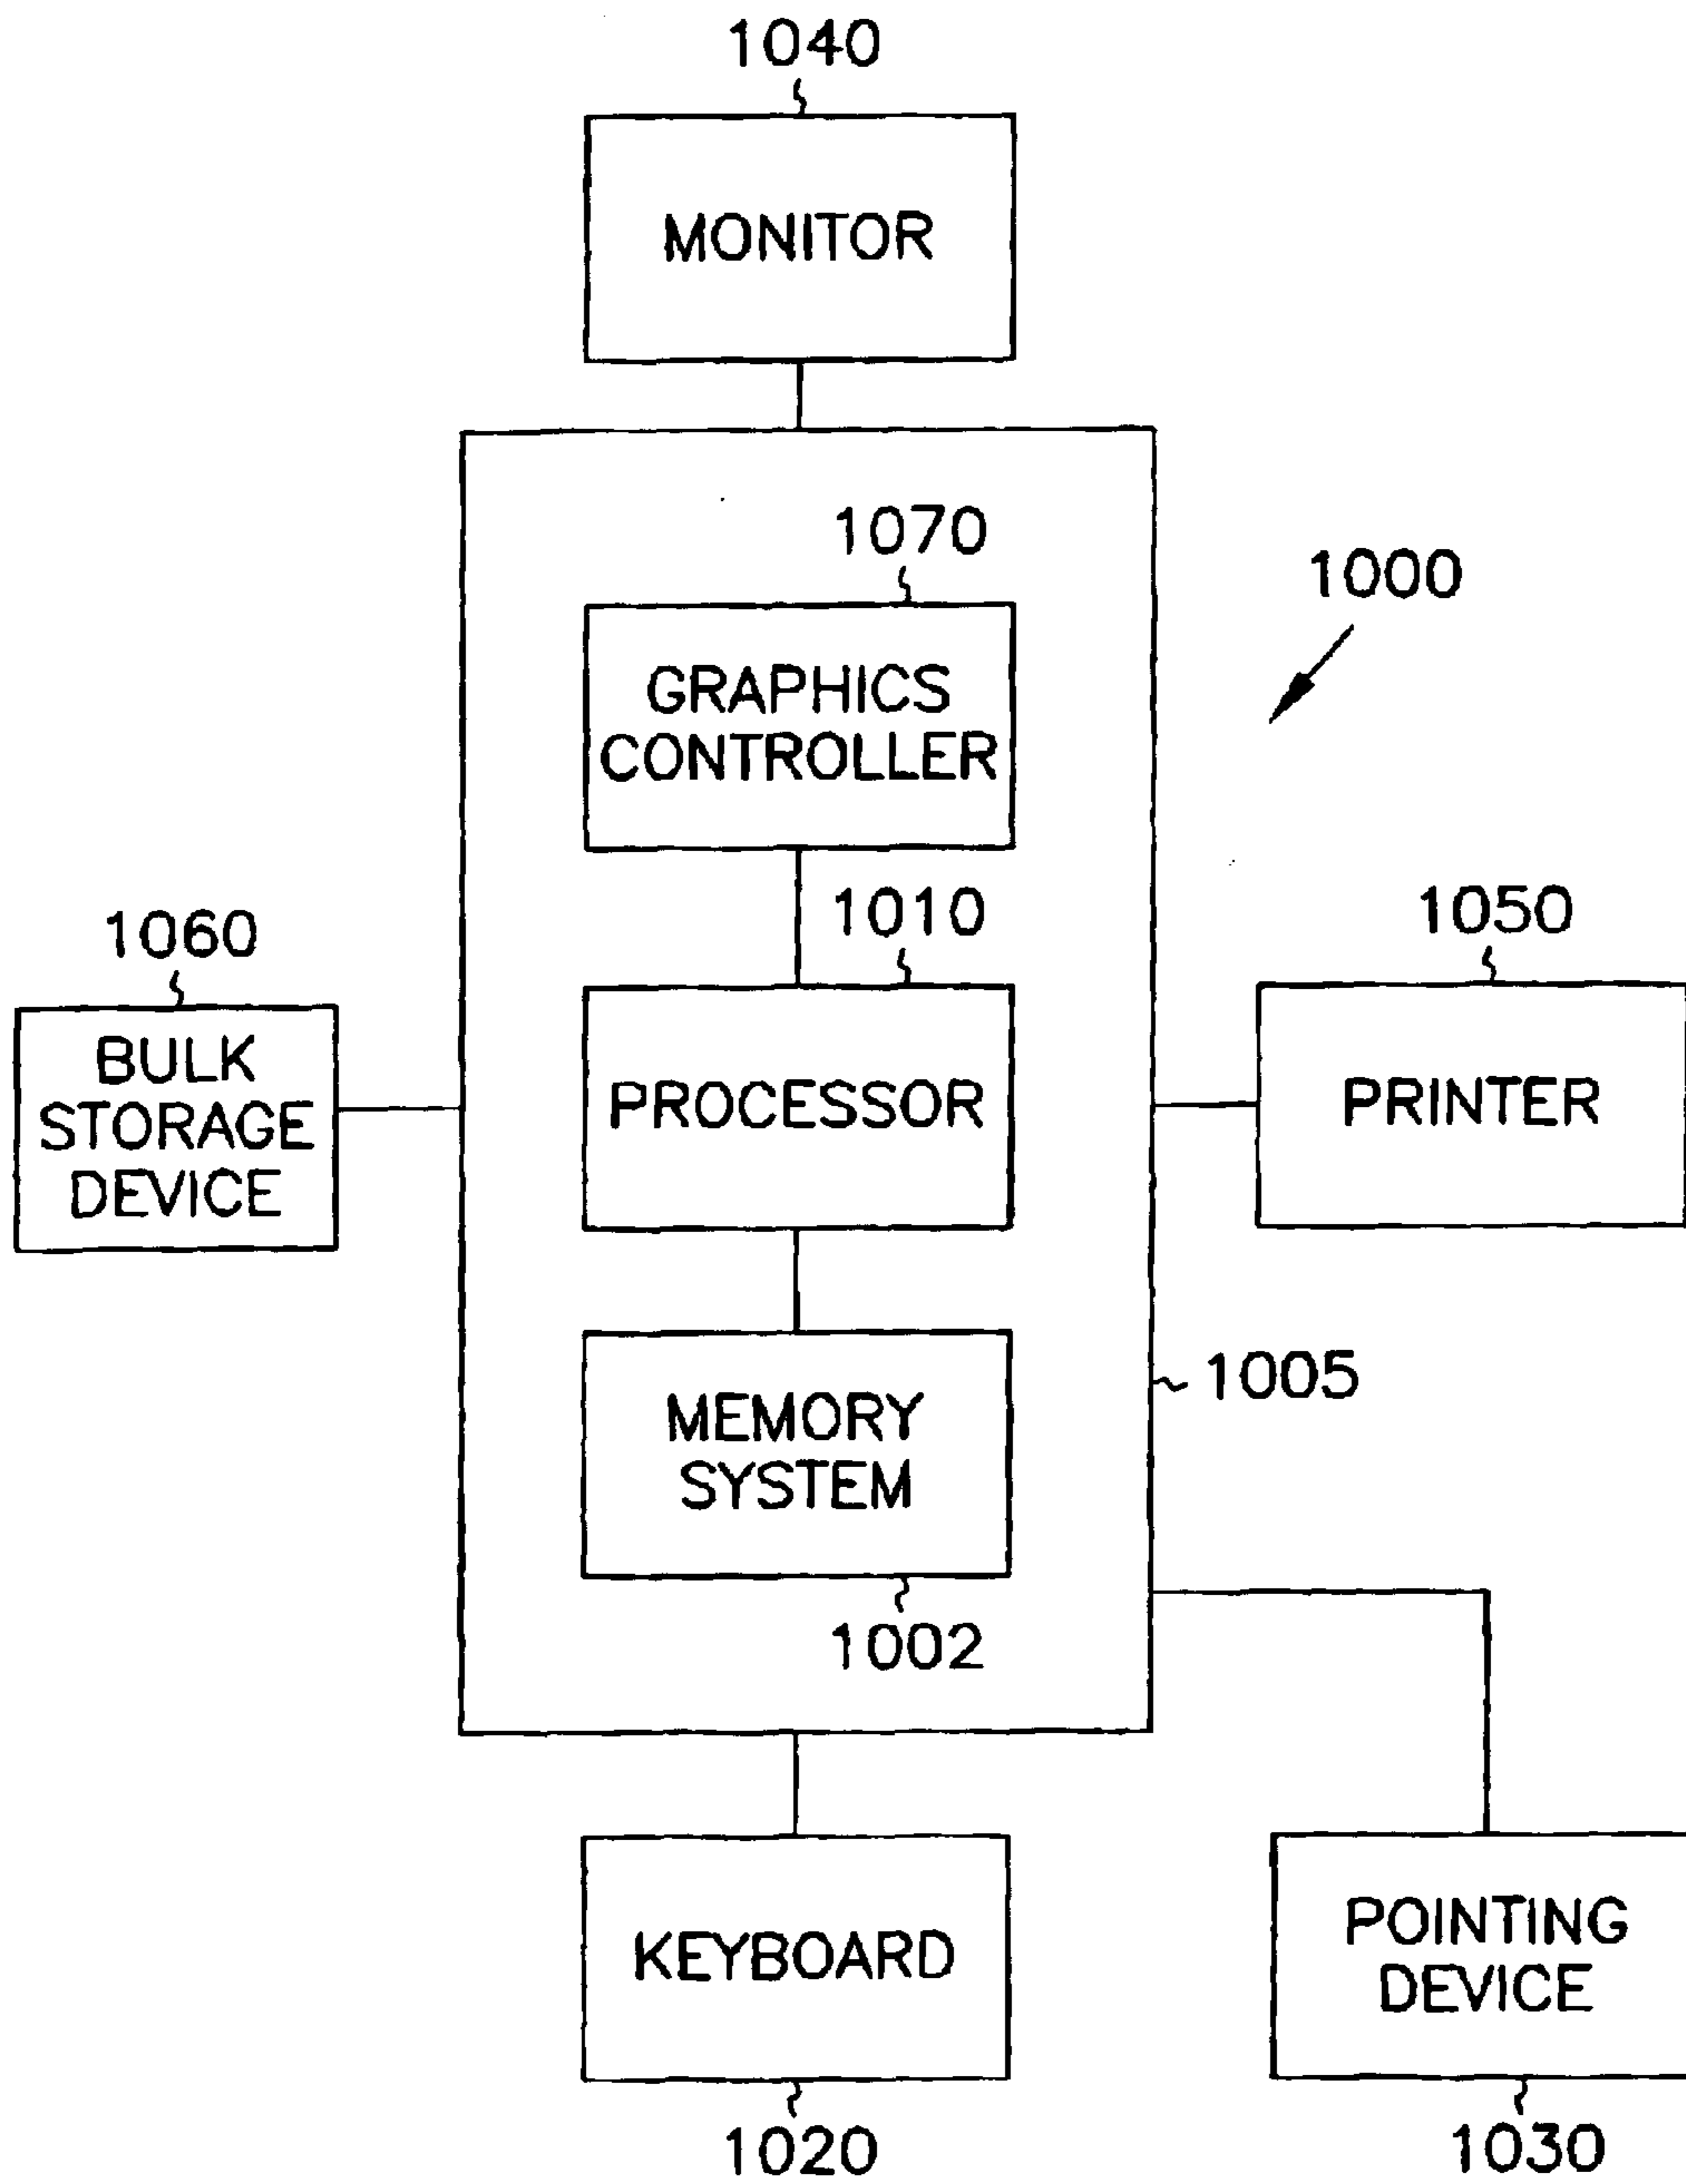 1040
MONITOR
1070
GRAPHICS
CONTROLLER
1000
1010
PROCESSOR
1060
BULK
STORAGE
DEVICE
1050
PRINTER
MEMORY
SYSTEM
1002
1005
KEYBOARD
1020
POINTING
DEVICE
1030